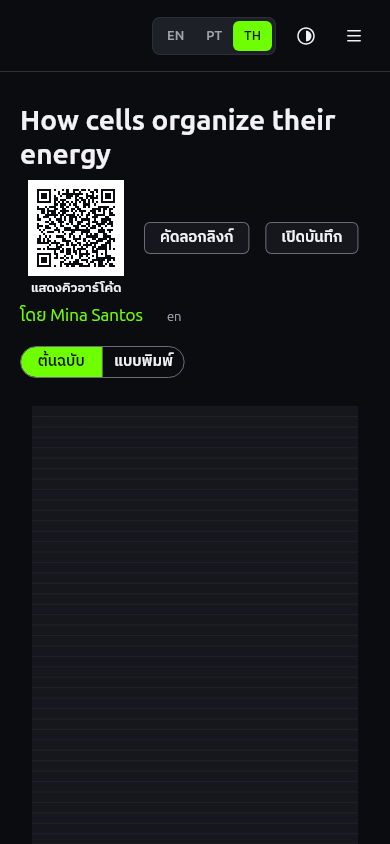 EN PT TH
How cells organize their
energy
คัดลอกลิงก์ เปิดบันทึก
แสดงคิวอาร์โค้ด
โดย Mina Santos en
ต้นฉบับ แบบพิมพ์